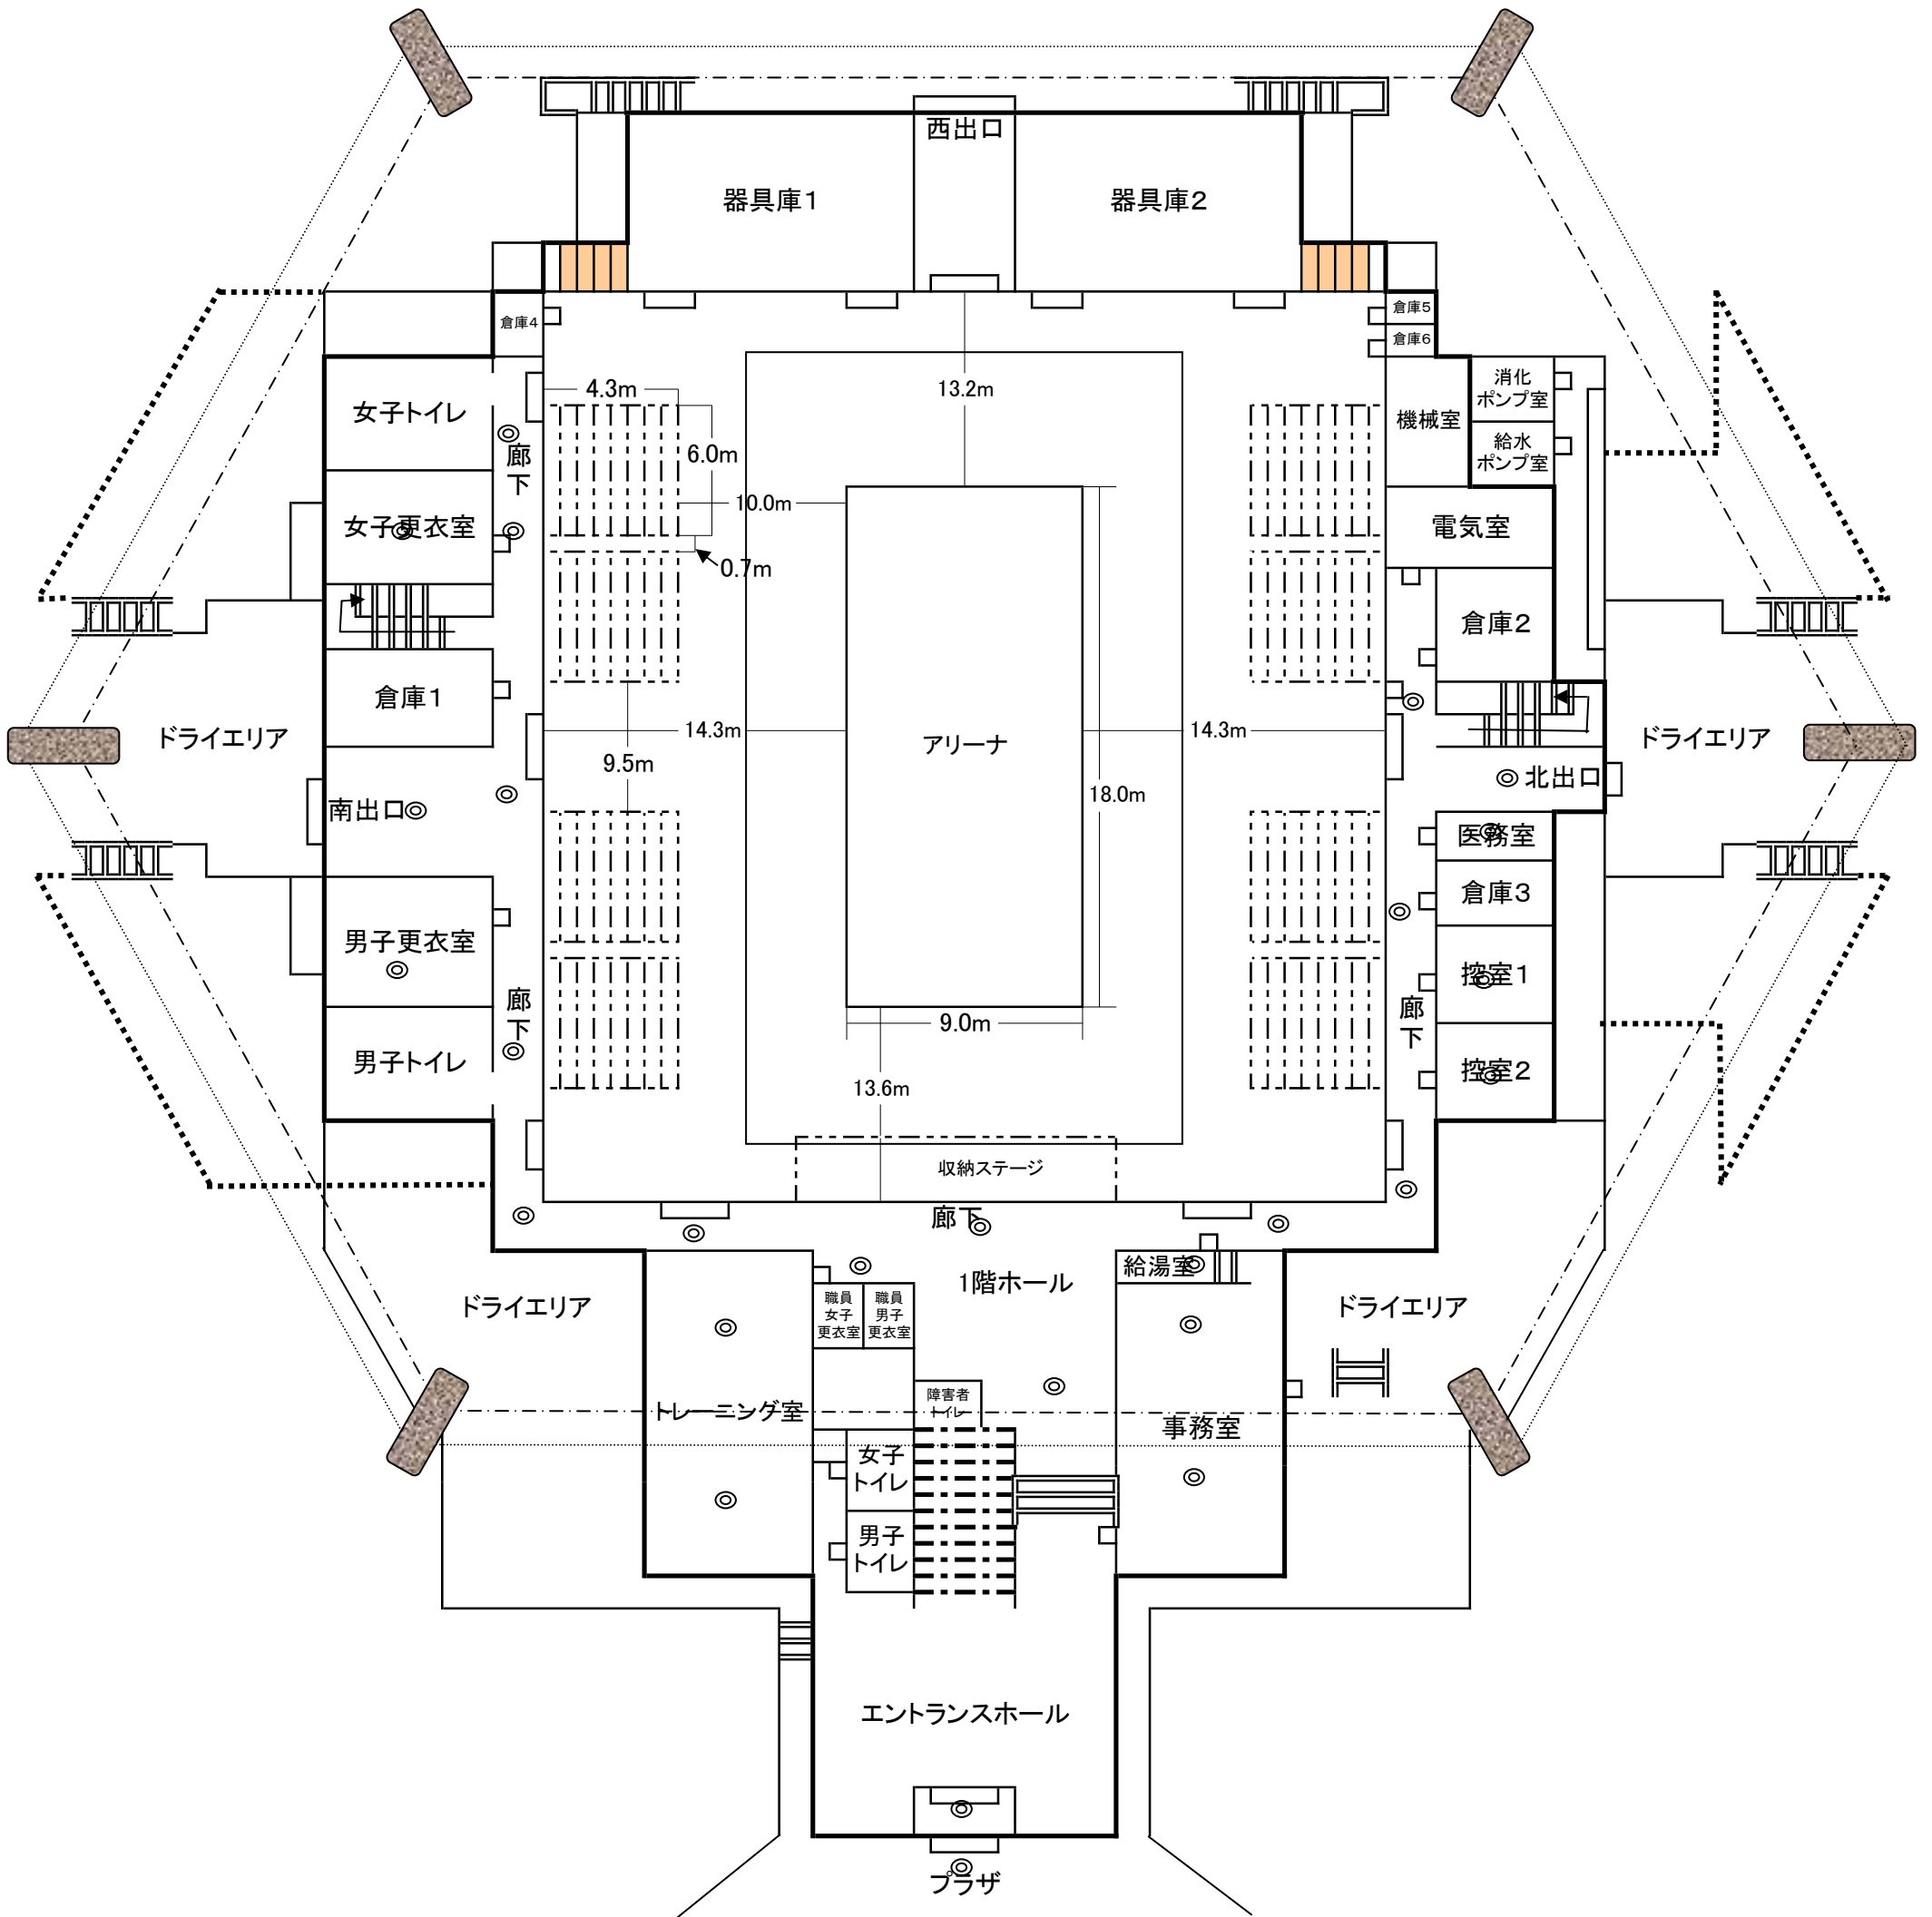 西出口
器具庫1
器具庫2
倉庫4
倉庫5
倉庫6
4.3m
13.2m
消化
ポンプ室
女子トイレ
機械室
廊
下
6.0m
給水
ポンプ室
10.0m
女子更衣室
電気室
0.7m
倉庫2
倉庫1
ドライエリア
14.3m
アリーナ
14.3m
ドライエリア
9.5m
北出口
18.0m
南出口
医務室
倉庫3
男子更衣室
控室1
廊
下
廊
下
9.0m
男子トイレ
控室2
13.6m
収納ステージ
廊下
給湯室
1階ホール
ドライエリア
職員
女子
更衣室
職員
男子
更衣室
ドライエリア
障害者
トイレ
トレーニング室
事務室
女子
トイレ
男子
トイレ
エントランスホール
プラザ